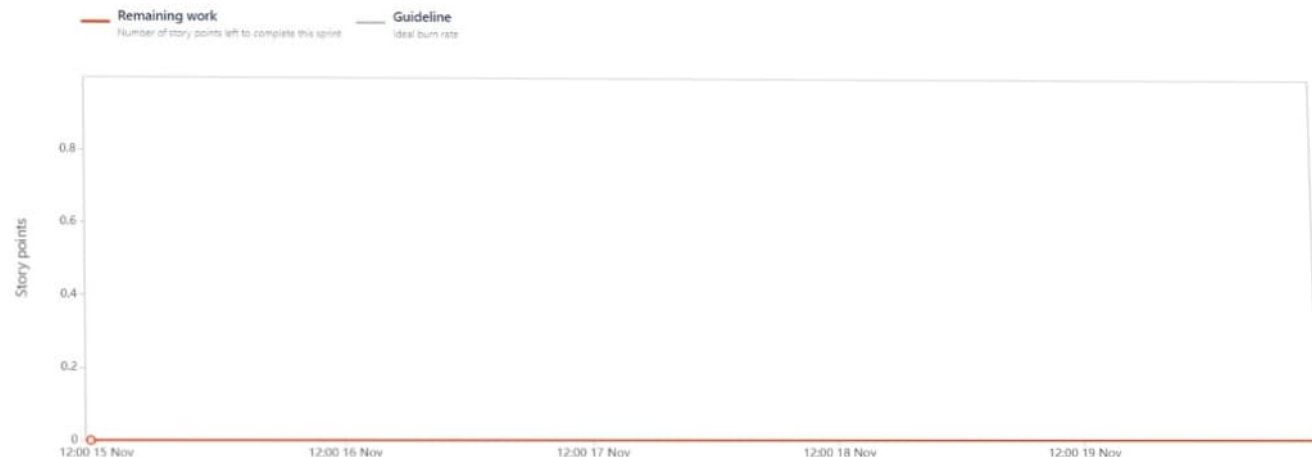 Remaining work
Number of story points left to complete this sprint
Guideline
Ideal burn rate
Story points
0.8
0.6
0.4
0.2
0
12:00 15 Nov
12:00 16 Nov
12:00 17 Nov
12:00 18 Nov
12:00 19 Nov